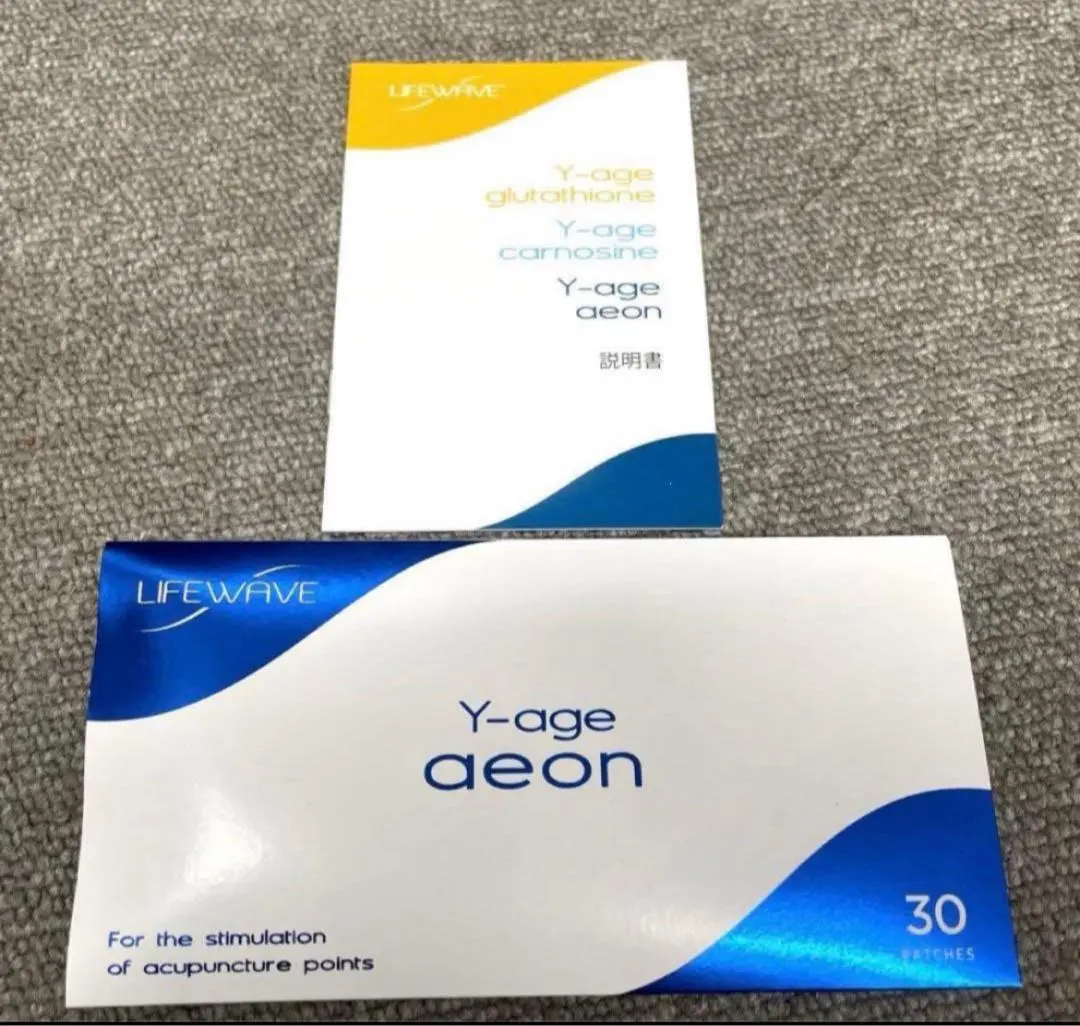 LIFEWAVE
Y-age
glutathione
Y-age
carnosine
Y-age
aeon
説明書
LIFEWAVE
Y-age
aeon
For the stimulation
of acupuncture points
30
PATCHES